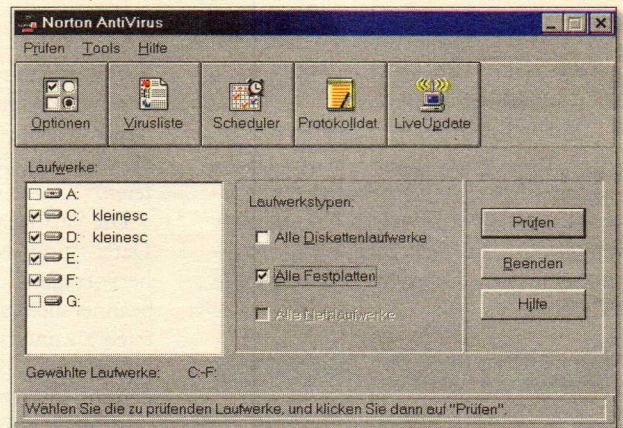 Norton AntiVirus
Prüfen Tools Hilfe
Optionen Virusliste Scheduler Protokolldat LiveUpdate
Laufwerke:
A:
C: kleinesc
D: kleinesc
E:
F:
G:
Laufwerkstypen:
Alle Diskettenlaufwerke
Alle Festplatten
Alle Netzlaufwerke
Prüfen
Beenden
Hilfe
Gewählte Laufwerke: C:-F:
Wählen Sie die zu prüfenden Laufwerke, und klicken Sie dann auf "Prüfen".